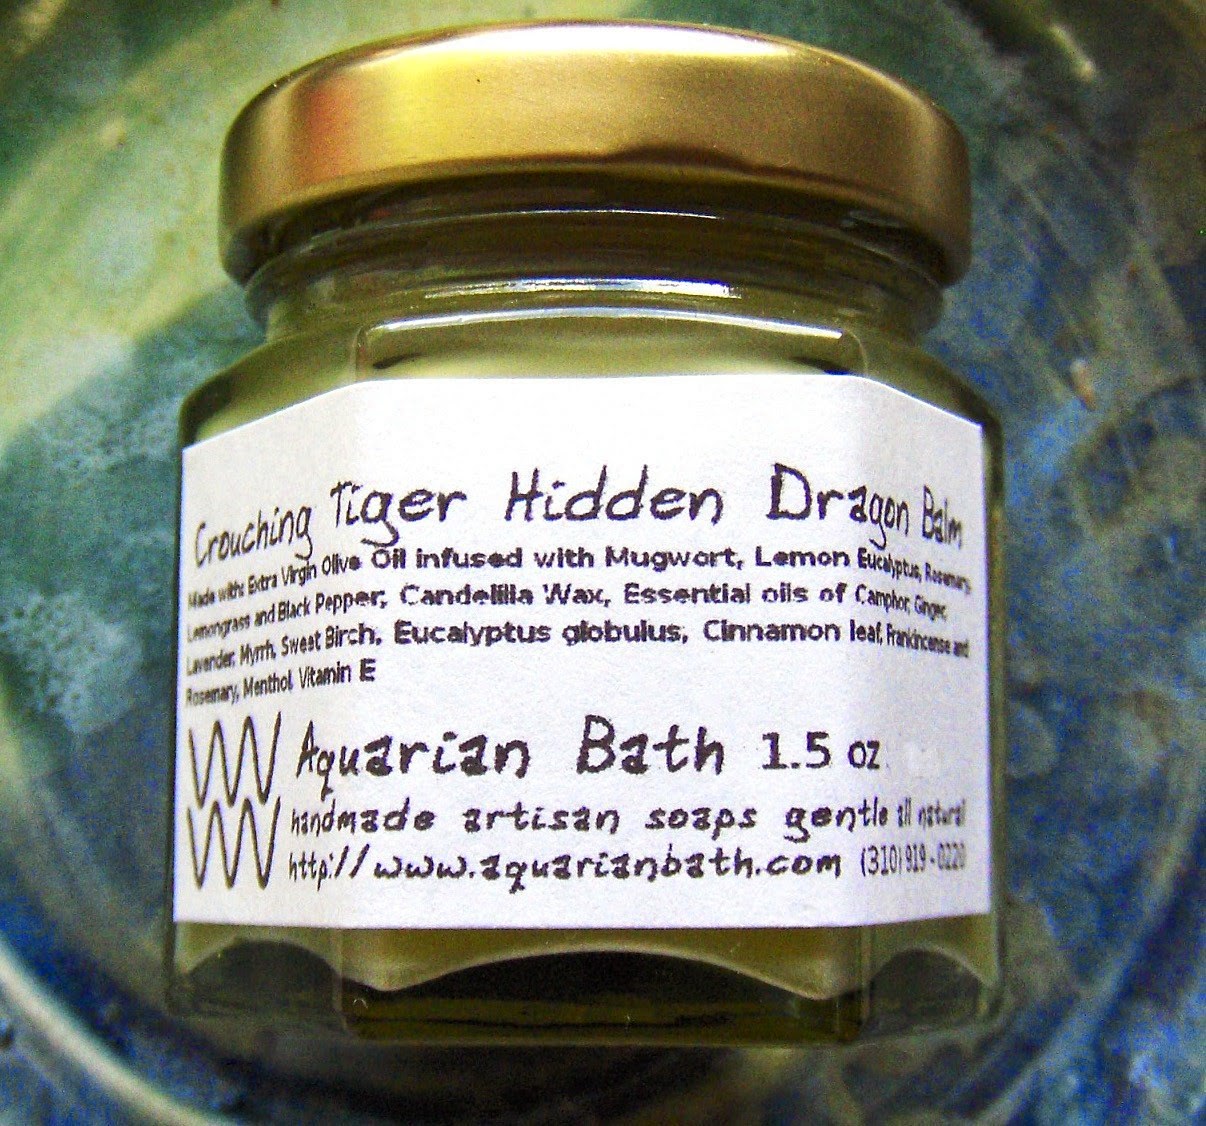 Crouching Tiger Hidden Dragon Balm
Made with: Extra Virgin Olive Oil infused with Mugwort, Lemon Eucalyptus, Rosemary,
Lemongrass and Black Pepper, Candelilla Wax, Essential oils of Camphor, Ginger,
Lavender, Myrrh, Sweet Birch, Eucalyptus globulus, Cinnamon leaf, Frankincense and
Rosemary, Menthol, Vitamin E
Aquarian Bath 1.5 oz
handmade artisan soaps gentle all natural
http://www.aquarianbath.com (310)919-0220